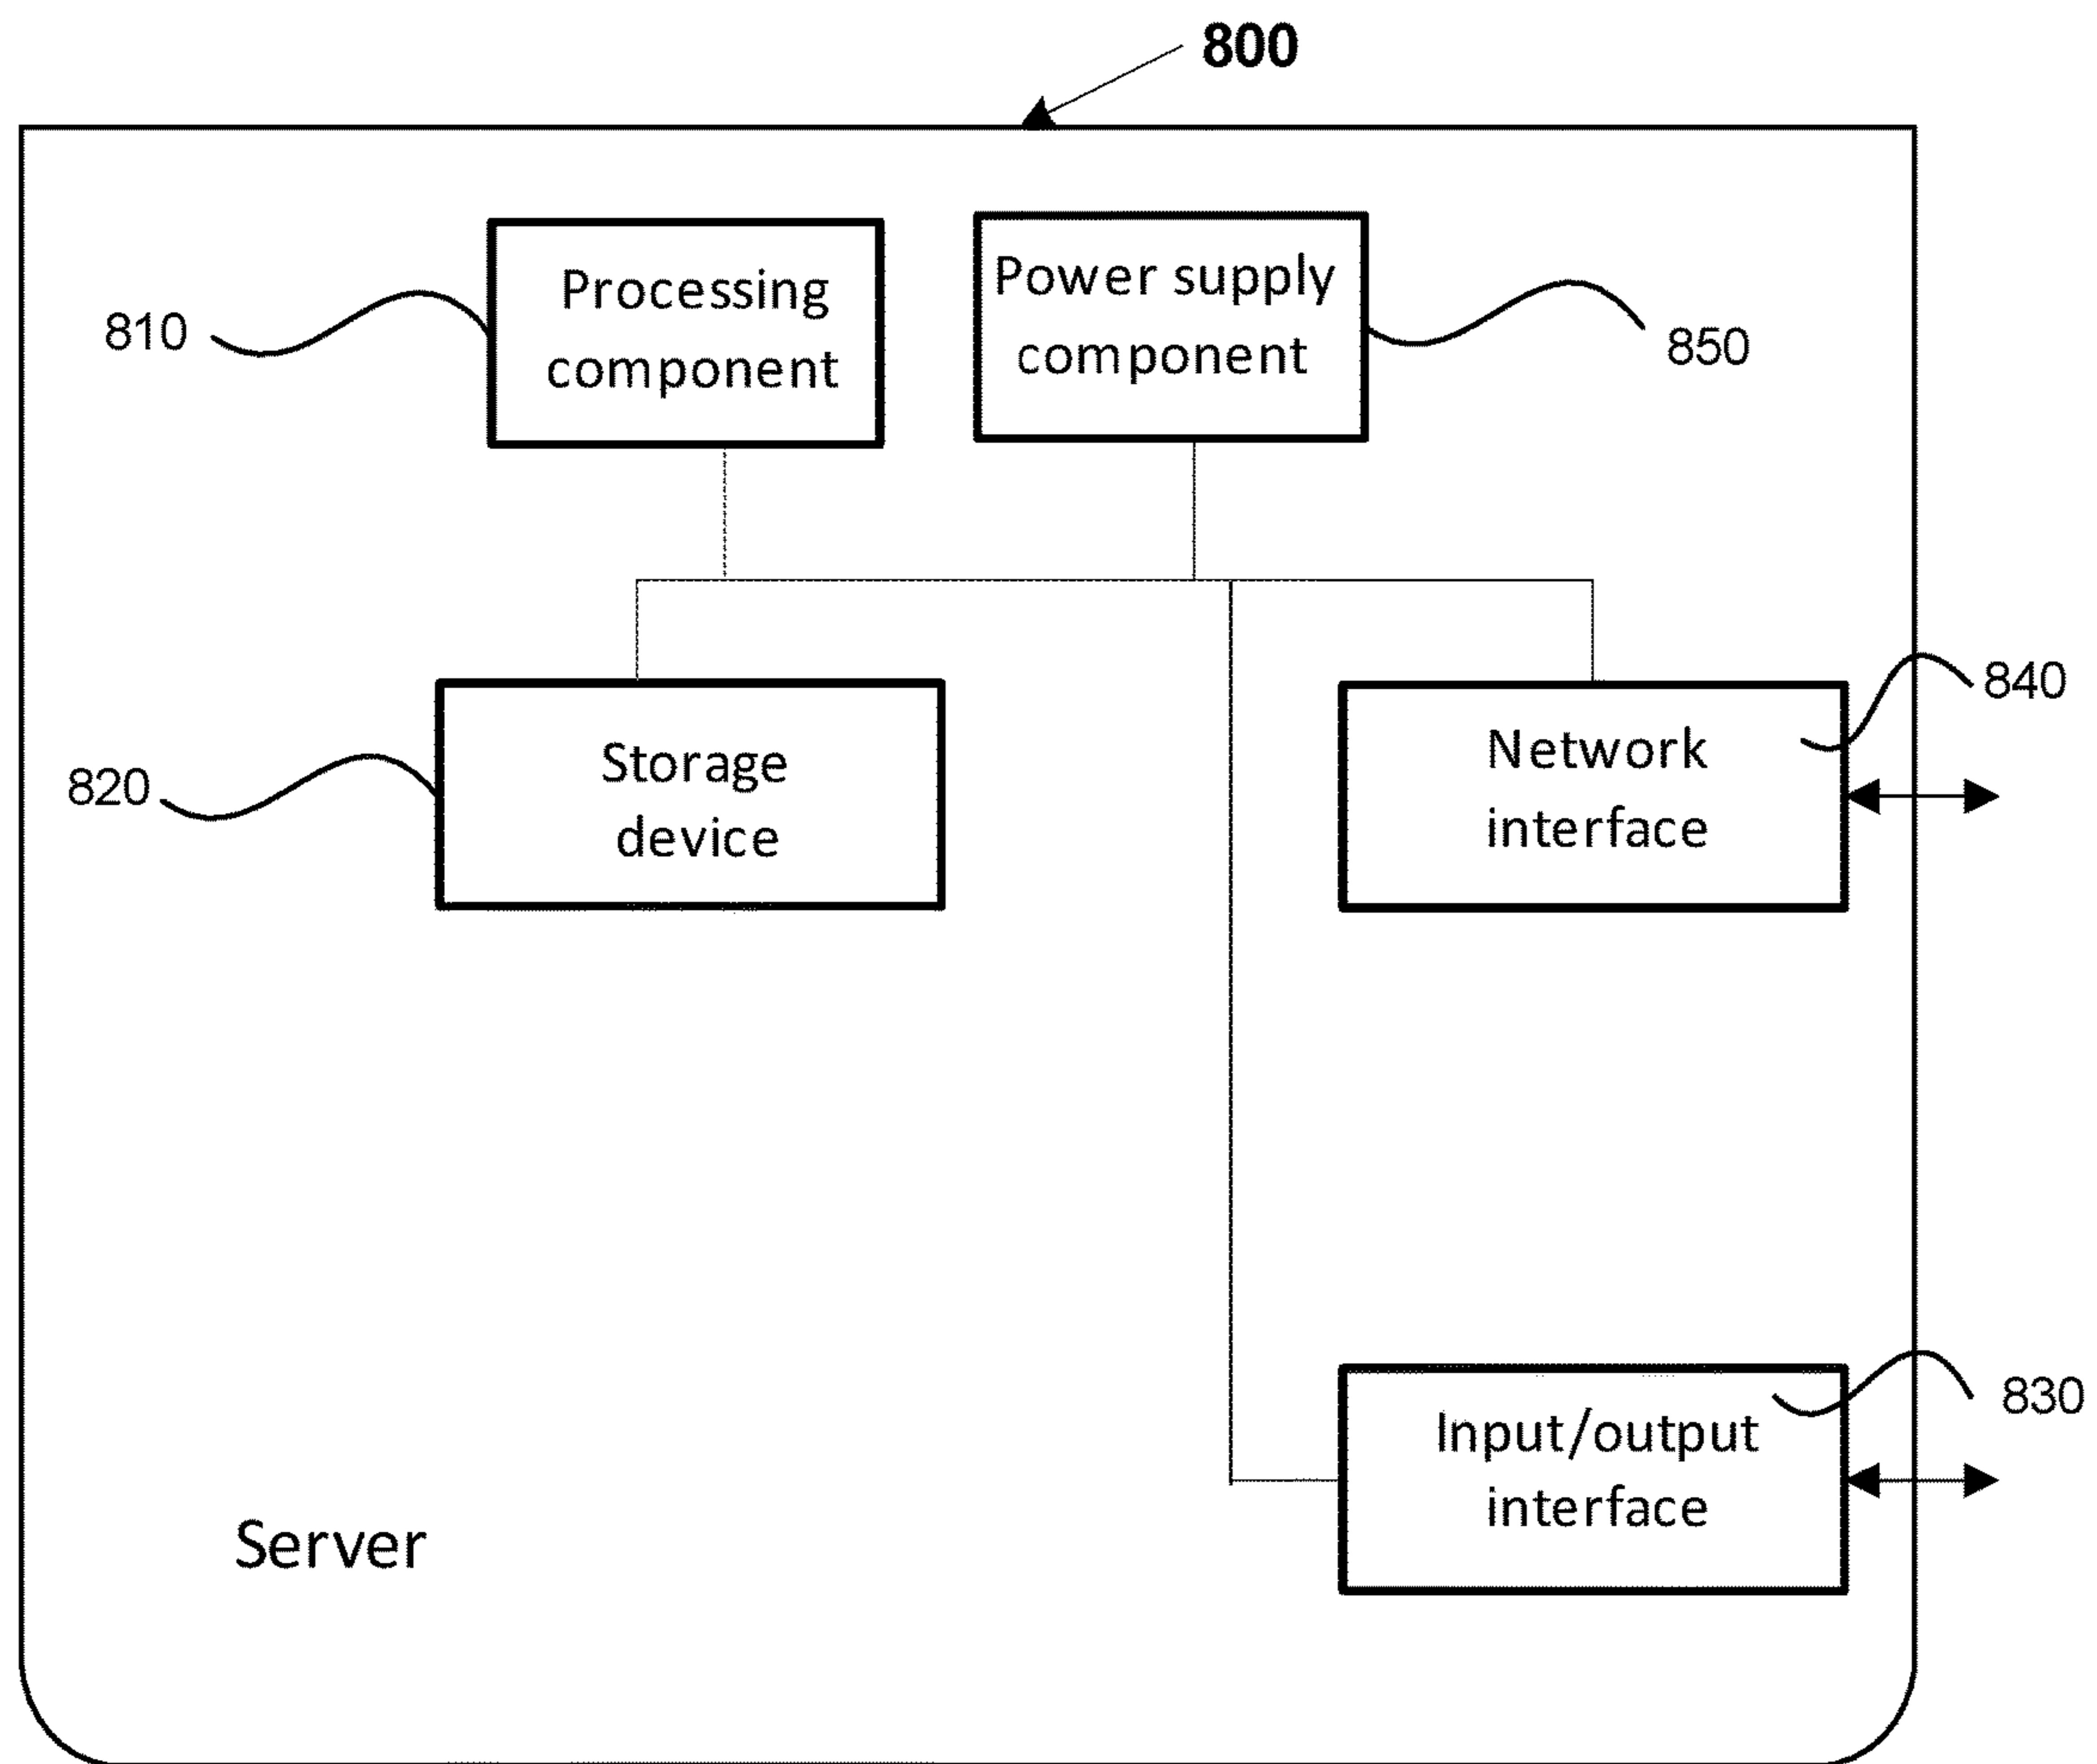 800
Processing
component
810
Power supply
component
850
Storage
device
820
Network
interface
840
Input/output
interface
830
Server